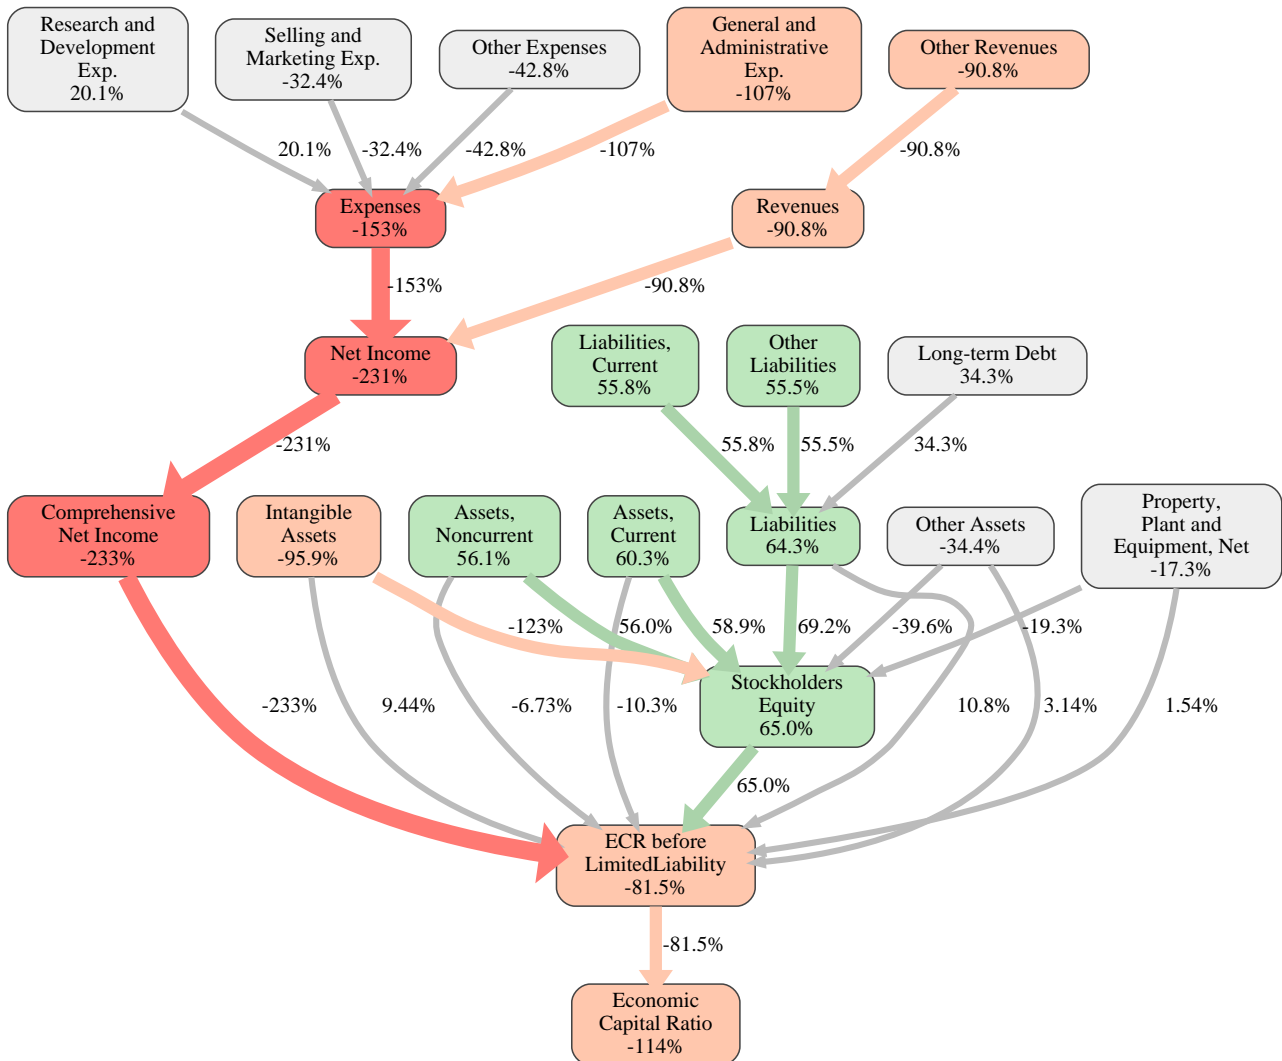 Research and
Development
Exp.
20.1%
Selling and
Marketing Exp.
-32.4%
Other Expenses
-42.8%
General and
Administrative
Exp.
-107%
Other Revenues
-90.8%
20.1%
-32.4%
-42.8%
-107%
-90.8%
Expenses
-153%
Revenues
-90.8%
-153%
-90.8%
Net Income
-231%
Liabilities,
Current
55.8%
Other
Liabilities
55.5%
Long-term Debt
34.3%
-231%
55.8%
55.5%
34.3%
Comprehensive
Net Income
-233%
Intangible
Assets
-95.9%
Assets,
Noncurrent
56.1%
Assets,
Current
60.3%
Liabilities
64.3%
Other Assets
-34.4%
Property,
Plant and
Equipment, Net
-17.3%
-123%
56.0%
58.9%
69.2%
-39.6%
-19.3%
Stockholders
Equity
65.0%
-233%
9.44%
-6.73%
-10.3%
10.8%
3.14%
1.54%
65.0%
ECR before
LimitedLiability
-81.5%
-81.5%
Economic
Capital Ratio
-114%